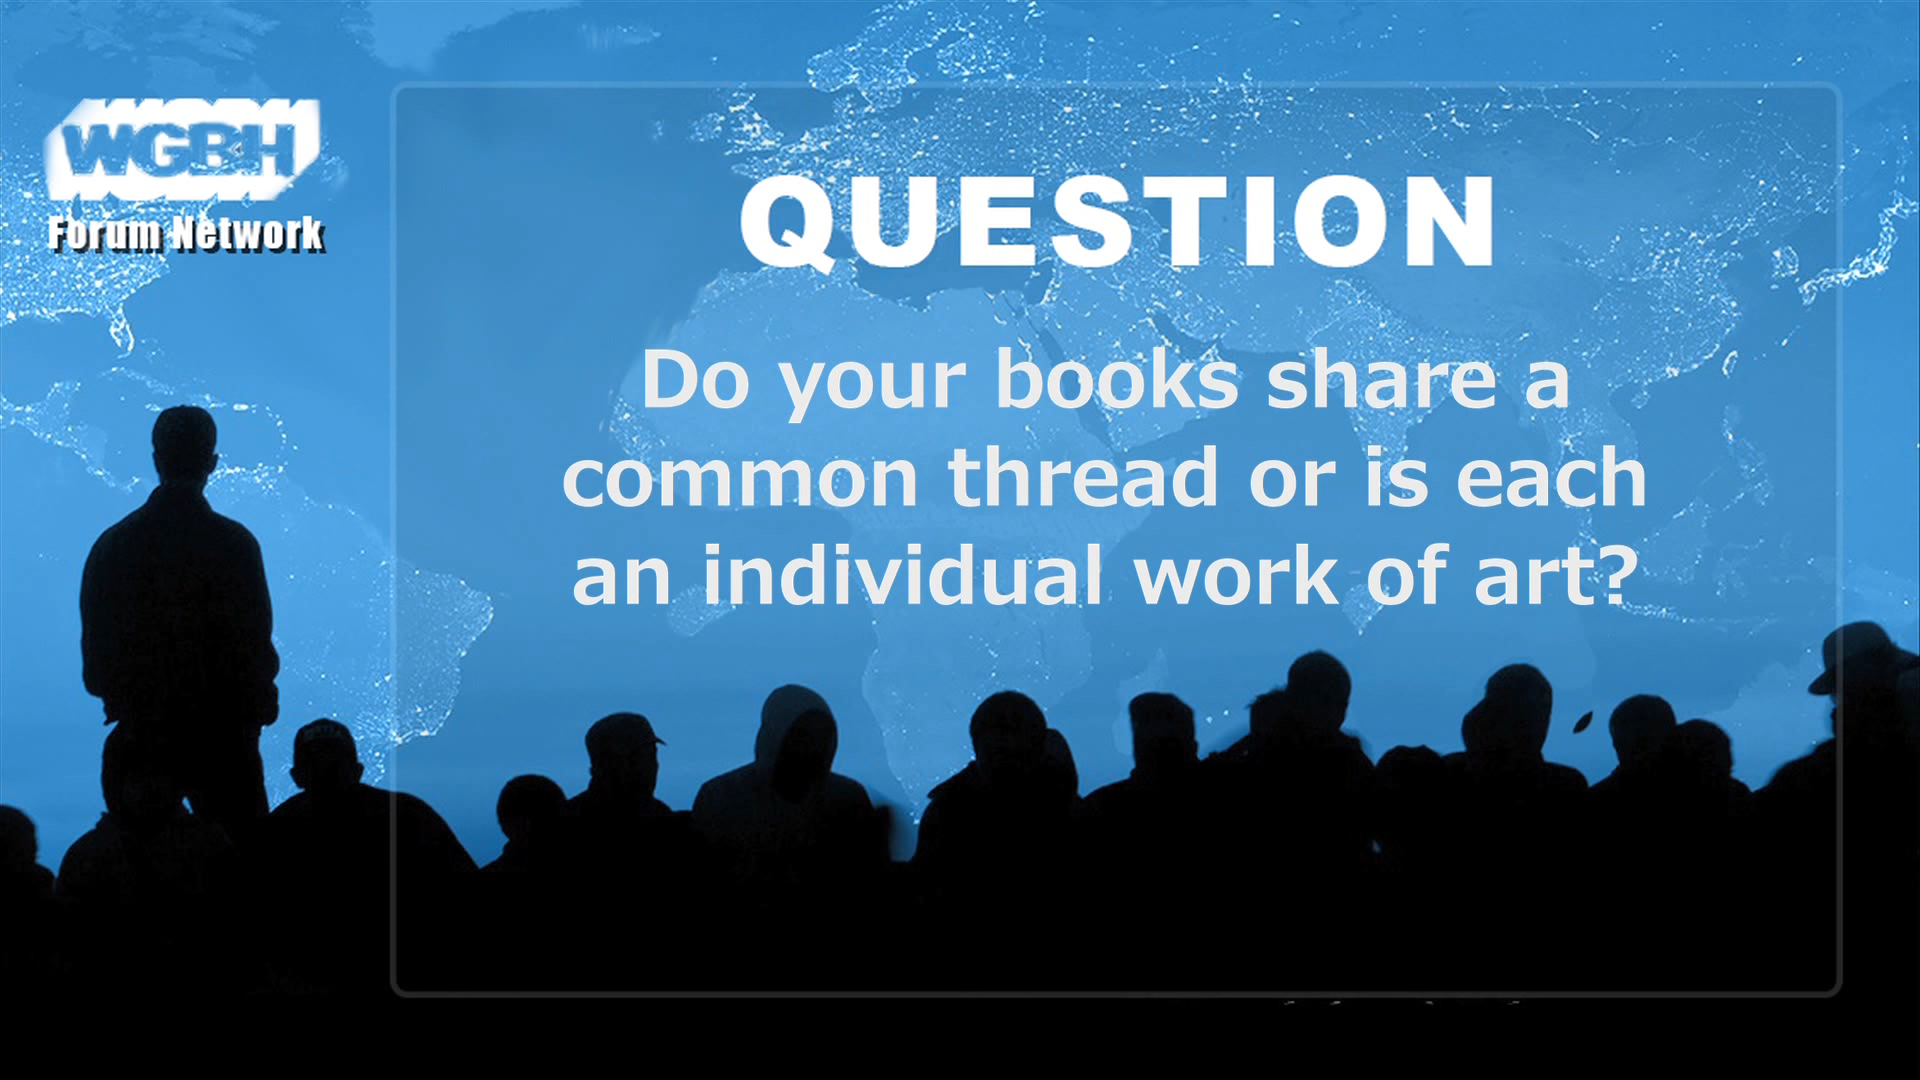 WGBH
Forum Network
QUESTION
Do your books share a
common thread or is each
an individual work of art?